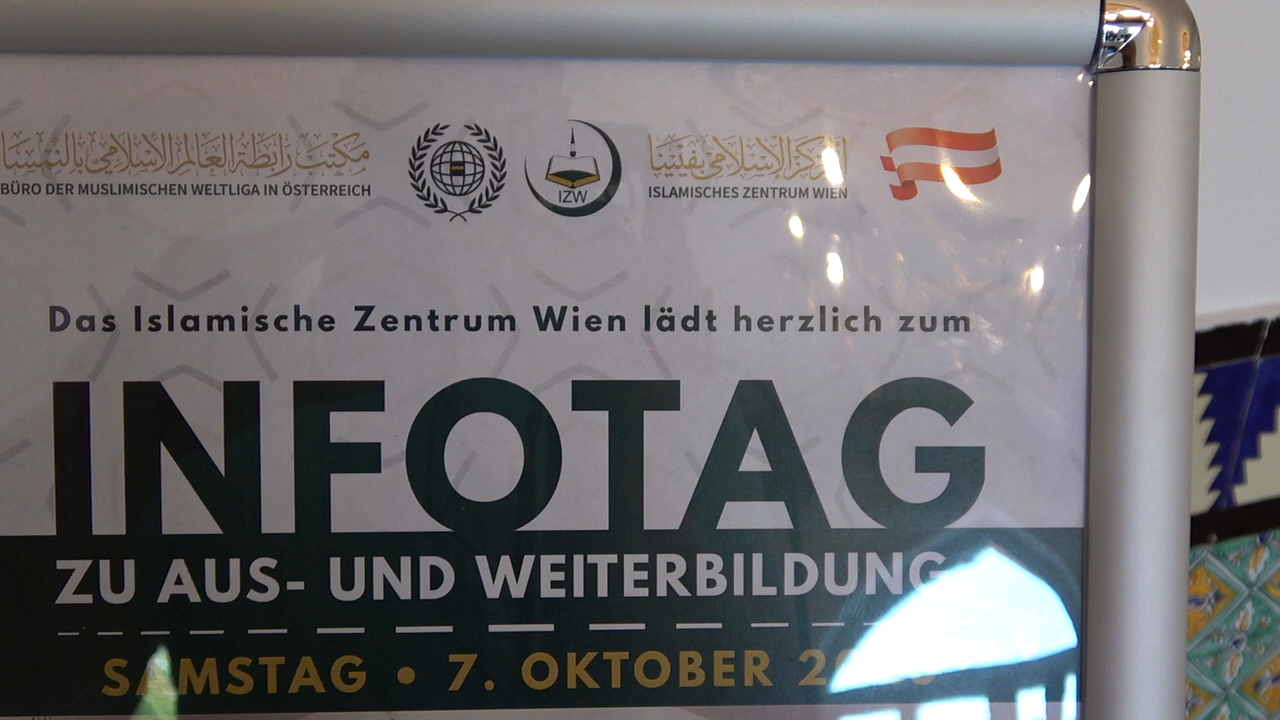 مكتب رابطة العالم الإسلامي بالنمسا
BÜRO DER MUSLIMISCHEN WELTLIGA IN ÖSTERREICH
IZW
المركز الإسلامي بفيينا
ISLAMISCHES ZENTRUM WIEN
Das Islamische Zentrum Wien lädt herzlich zum
INFOTAG
ZU AUS- UND WEITERBILDUNG
SAMSTAG • 7. OKTOBER